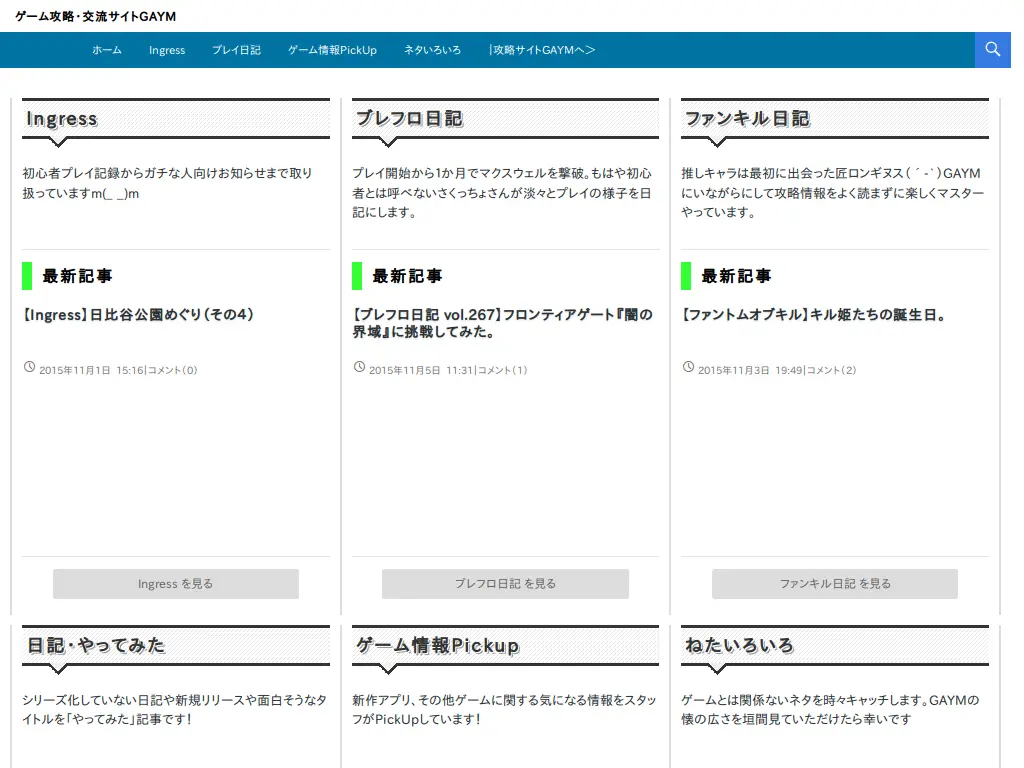 ゲーム攻略・交流サイトGAYM
ホーム Ingress プレイ日記 ゲーム情報PickUp ネタいろいろ |攻略サイトGAYMへ＞
Ingress
初心者プレイ記録からガチな人向けお知らせまで取り
扱っていますm(_ _)m
最新記事
【Ingress】日比谷公園めぐり（その４）
2015年11月1日 15:16|コメント（0）
Ingress を見る
ブレフロ日記
プレイ開始から1か月でマクスウェルを撃破。もはや初心
者とは呼べないさくっちょさんが淡々とプレイの様子を日
記にします。
最新記事
【ブレフロ日記 vol.267】フロンティアゲート『闇の
界域』に挑戦してみた。
2015年11月5日 11:31|コメント（1）
ブレフロ日記 を見る
ファンキル日記
推しキャラは最初に出会った匠ロンギヌス（ ´ -`）GAYM
にいながらにして攻略情報をよく読まずに楽しくマスター
やっています。
最新記事
【ファントムオブキル】キル姫たちの誕生日。
2015年11月3日 19:49|コメント（2）
ファンキル日記 を見る
日記・やってみた
シリーズ化していない日記や新規リリースや面白そうなタ
イトルを「やってみた」記事です！
ゲーム情報Pickup
新作アプリ、その他ゲームに関する気になる情報をスタッ
フがPickUpしています！
ねたいろいろ
ゲームとは関係ないネタを時々キャッチします。GAYMの
懐の広さを垣間見ていただけたら幸いです